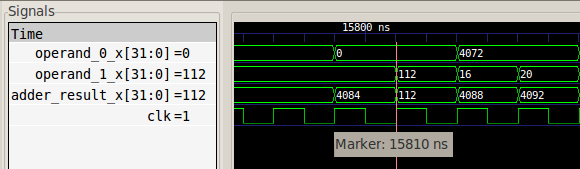 Signals
Time
operand_0_x[31:0]=0
operand_1_x[31:0]=112
adder_result_x[31:0]=112
clk=1
15800 ns
0 4072
112 16 20
4084 112 4088 4092
Marker: 15810 ns